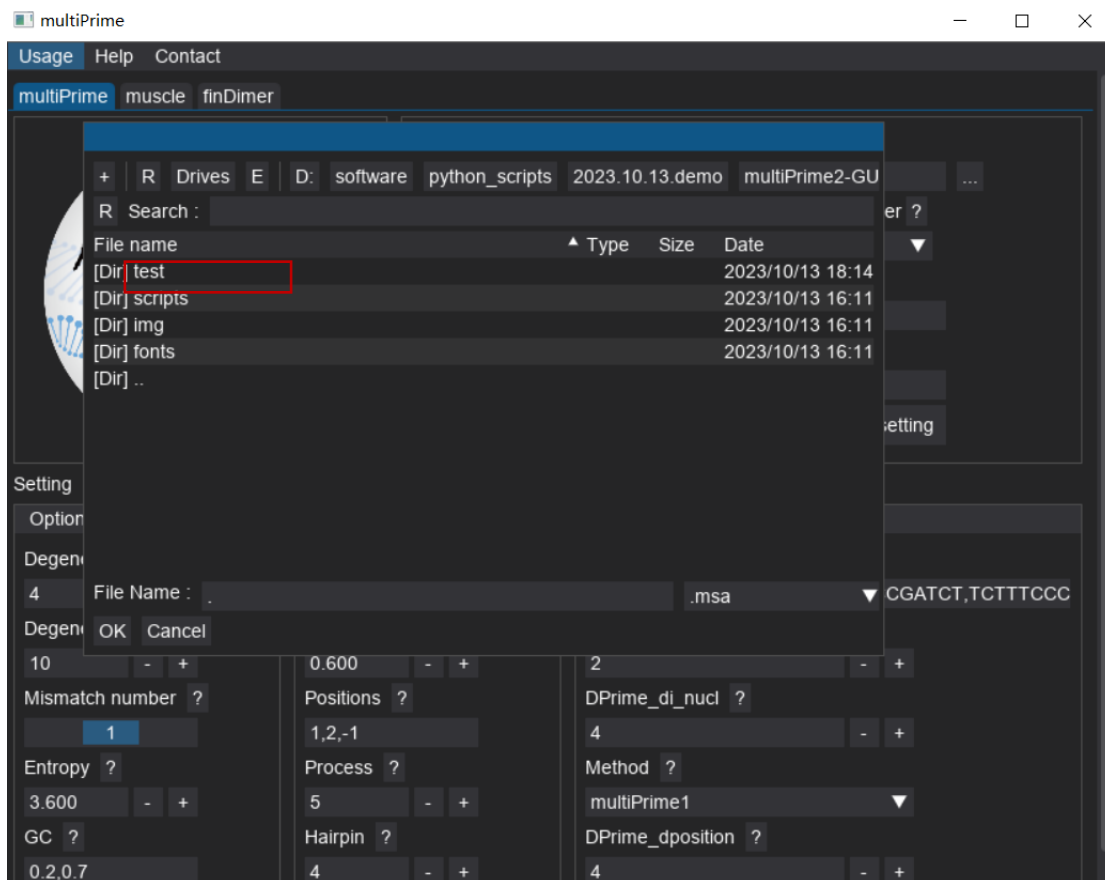 multiPrime
Usage Help Contact
multiPrime muscle finDimer
+ R Drives E D: software python_scripts 2023.10.13.demo multiPrime2-GU ...
R Search : er ?
File name Type Size Date
[Dir] test 2023/10/13 18:14
[Dir] scripts 2023/10/13 16:11
[Dir] img 2023/10/13 16:11
[Dir] fonts 2023/10/13 16:11
[Dir] ..
setting
Setting
Option
Degen
4 File Name : . .msa CGATCT,TCTTTCCC
Degen OK Cancel
10 - + 0.600 - + 2 - +
Mismatch number ? Positions ? DPrime_di_nucl ?
1 1,2,-1 4 - +
Entropy ? Process ? Method ?
3.600 - + 5 - + multiPrime1
GC ? Hairpin ? DPrime_dposition ?
0.2,0.7 4 - + 4 - +